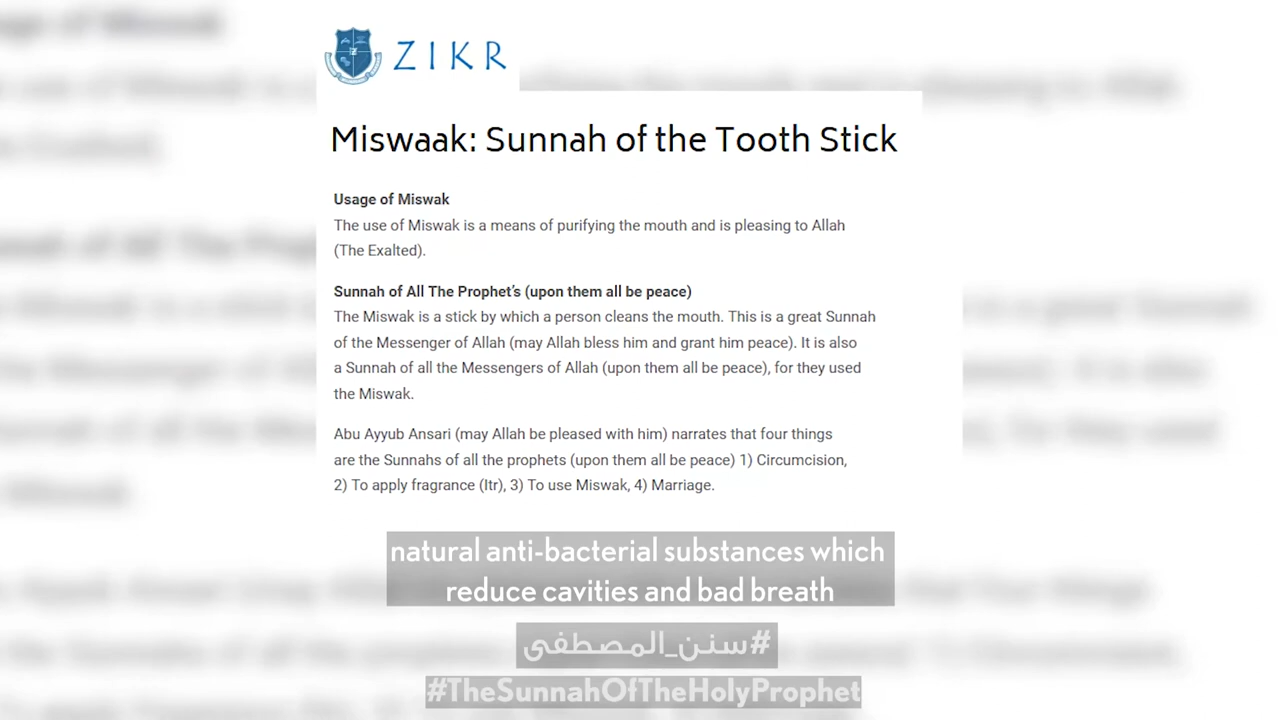 ZIKR
Miswaak: Sunnah of the Tooth Stick
Usage of Miswak
The use of Miswak is a means of purifying the mouth and is pleasing to Allah
(The Exalted).
Sunnah of All The Prophet's (upon them all be peace)
The Miswak is a stick by which a person cleans the mouth. This is a great Sunnah
of the Messenger of Allah (may Allah bless him and grant him peace). It is also
a Sunnah of all the Messengers of Allah (upon them all be peace), for they used
the Miswak.
Abu Ayyub Ansari (may Allah be pleased with him) narrates that four things
are the Sunnahs of all the prophets (upon them all be peace) 1) Circumcision,
2) To apply fragrance (Itr), 3) To use Miswak, 4) Marriage.
natural anti-bacterial substances which
reduce cavities and bad breath
#سنن_المصطفى
#TheSunnahOfTheHolyProphet